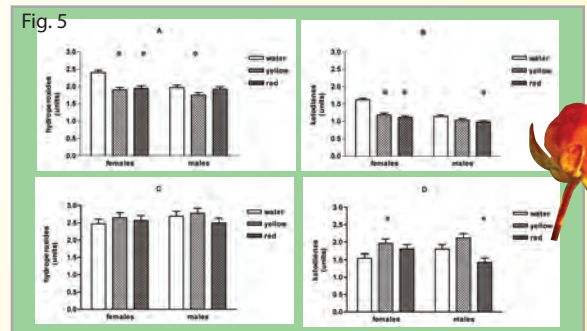 Fig. 5
A
hydroperoxides
(units)
3.0
2.5
2.0
1.5
1.0
0.5
0.0
* * *
females males
water
yellow
red
B
ketodienes
(units)
3.0
2.5
2.0
1.5
1.0
0.5
0.0
* * *
females males
water
yellow
red
C
hydroperoxides
(units)
3.0
2.5
2.0
1.5
1.0
0.5
0.0
females males
water
yellow
red
D
ketodienes
(units)
3.0
2.5
2.0
1.5
1.0
0.5
0.0
* *
females males
water
yellow
red